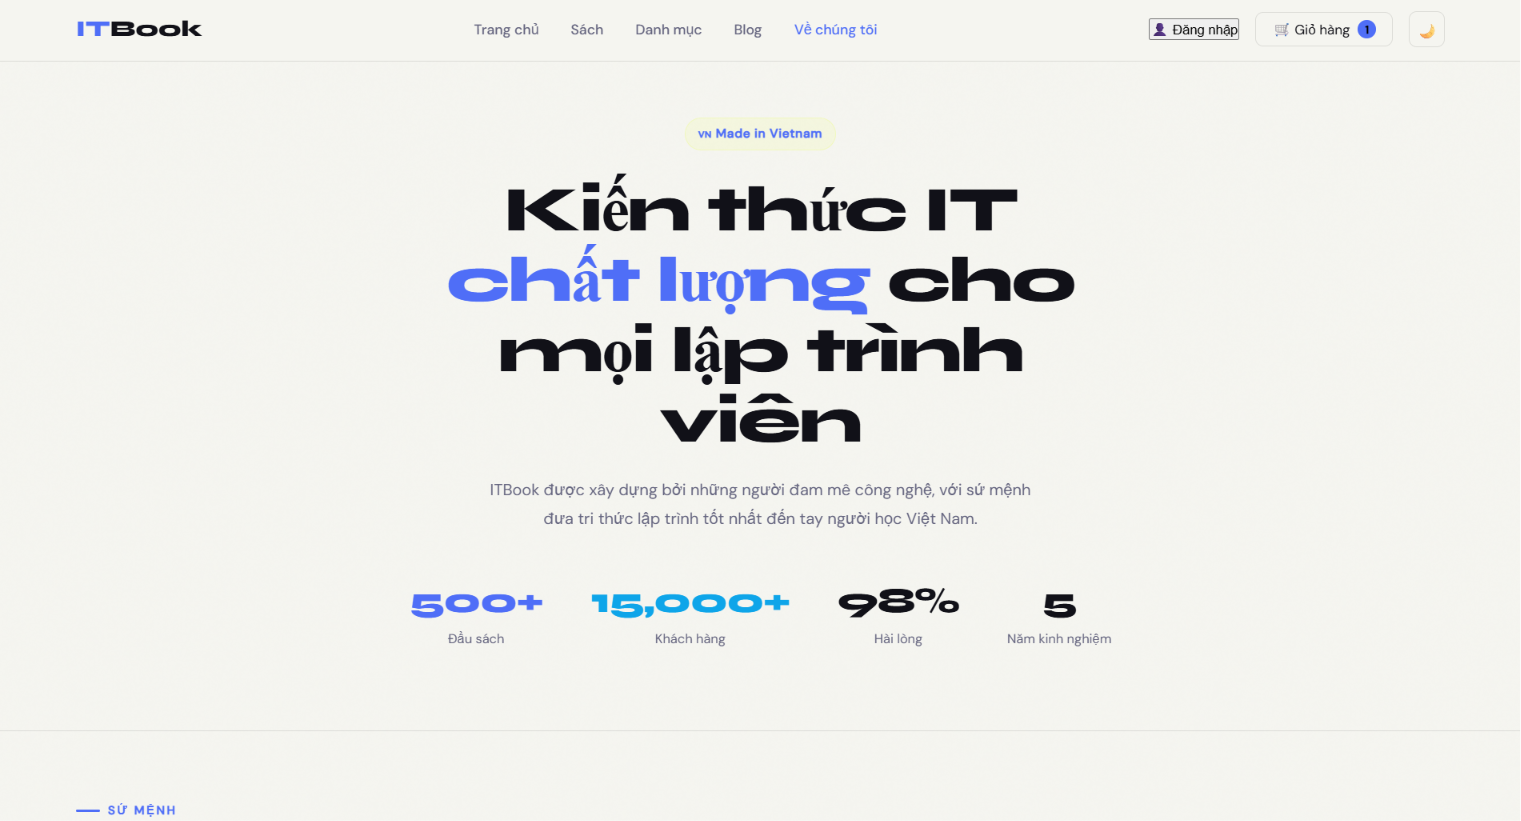 ITBook
Trang chủ Sách Danh mục Blog Về chúng tôi
Đăng nhập
Giỏ hàng 1
VN Made in Vietnam
Kiến thức IT
chất lượng cho
mọi lập trình
viên
ITBook được xây dựng bởi những người đam mê công nghệ, với sứ mệnh
đưa tri thức lập trình tốt nhất đến tay người học Việt Nam.
500+ 15,000+ 98% 5
Đầu sách Khách hàng Hài lòng Năm kinh nghiệm
SỨ MỆNH